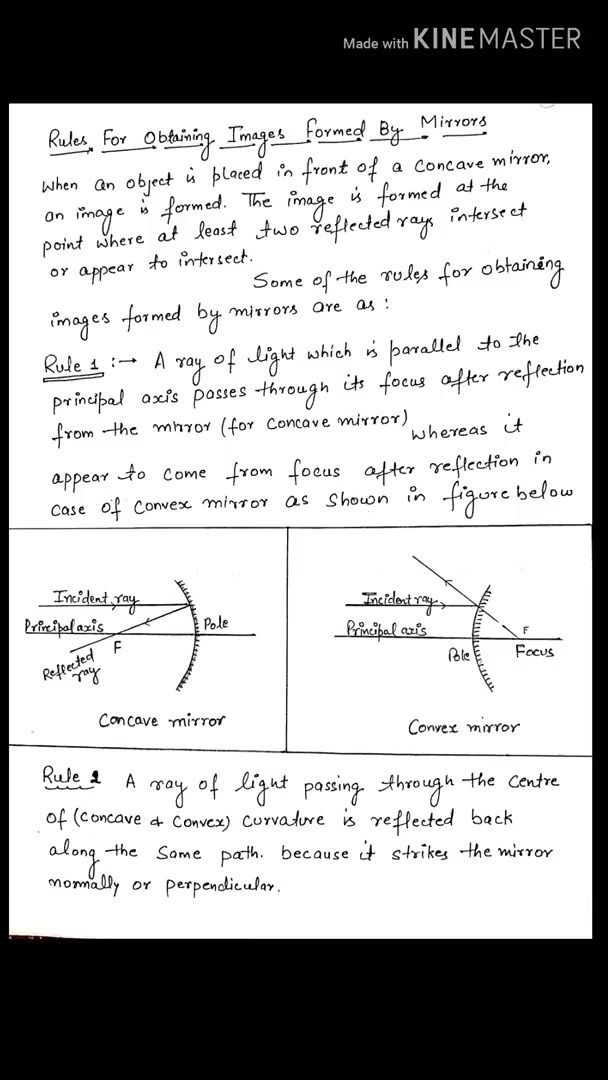 Made with KINEMASTER
Rules For Obtaining Images Formed By Mirrors
When an object is placed in front of a concave mirror,
an image is formed. The image is formed at the
point where at least two reflected rays intersect
or appear to intersect.
Some of the rules for obtaining
images formed by mirrors are as :
Rule 1 :→ A ray of light which is parallel to the
principal axis passes through its focus after reflection
from the mirror (for concave mirror) whereas it
appear to come from focus after reflection in
case of convex mirror as shown in figure below
Incident ray
Principal axis
Pole
F
Reflected
ray
Concave mirror
Incident ray
Principal axis
F
Pole
Focus
Convex mirror
Rule 2 A ray of light passing through the centre
of (concave & convex) curvature is reflected back
along the same path. because it strikes the mirror
normally or perpendicular.